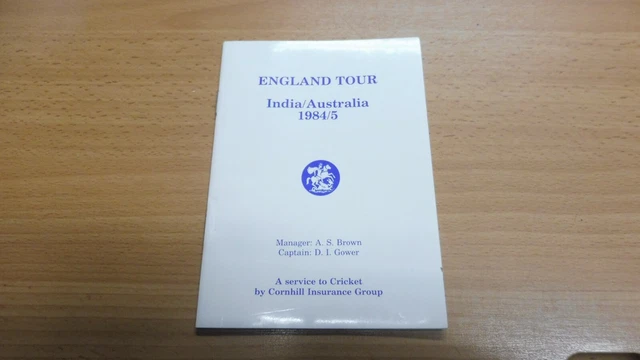 ENGLAND TOUR
India/Australia
1984/5
Manager: A. S. Brown
Captain: D. I. Gower
A service to Cricket
by Cornhill Insurance Group